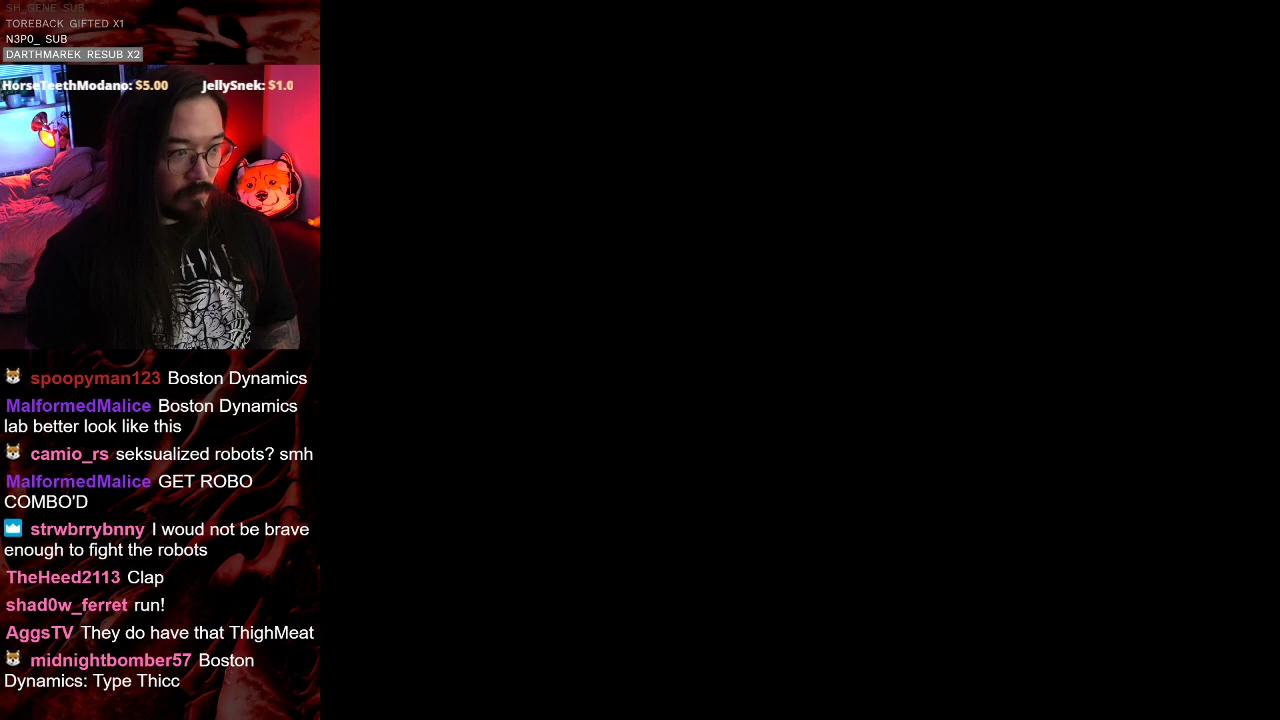 SH_GENE SUB
TOREBACK GIFTED X1
N3P0_ SUB
DARTHMAREK RESUB X2
HorseTeethModano: $5.00 JellySnek: $1.0
spoopyman123 Boston Dynamics
MalformedMalice Boston Dynamics
lab better look like this
camio_rs seksualized robots? smh
MalformedMalice GET ROBO
COMBO'D
strwbrrybnny I woud not be brave
enough to fight the robots
TheHeed2113 Clap
shad0w_ferret run!
AggsTV They do have that ThighMeat
midnightbomber57 Boston
Dynamics: Type Thicc